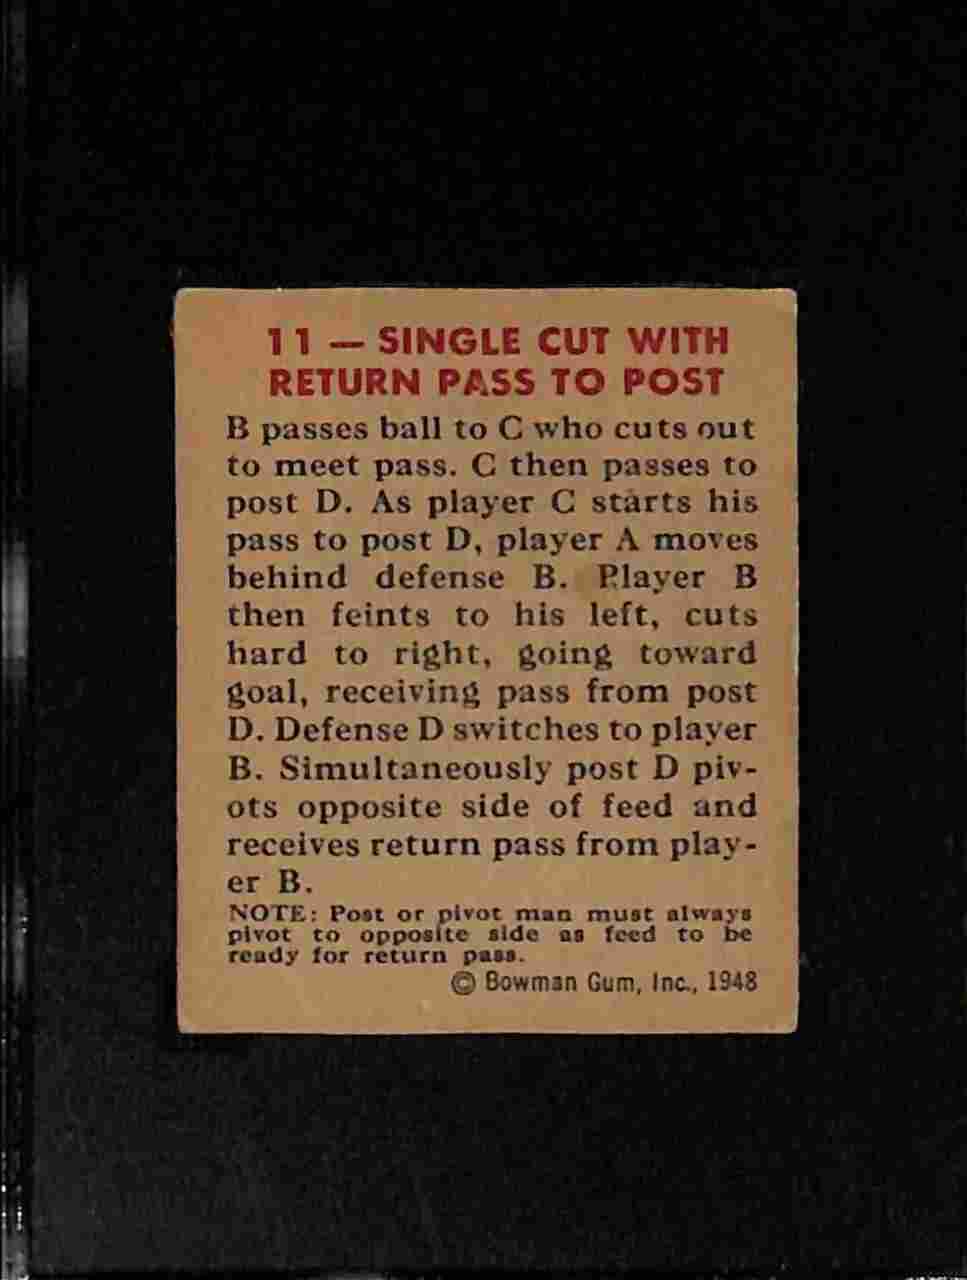 11 — SINGLE CUT WITH
RETURN PASS TO POST
B passes ball to C who cuts out
to meet pass. C then passes to
post D. As player C starts his
pass to post D, player A moves
behind defense B. Player B
then feints to his left, cuts
hard to right, going toward
goal, receiving pass from post
D. Defense D switches to player
B. Simultaneously post D piv-
ots opposite side of feed and
receives return pass from play-
er B.
NOTE: Post or pivot man must always
pivot to opposite side as feed to be
ready for return pass.
© Bowman Gum, Inc., 1948